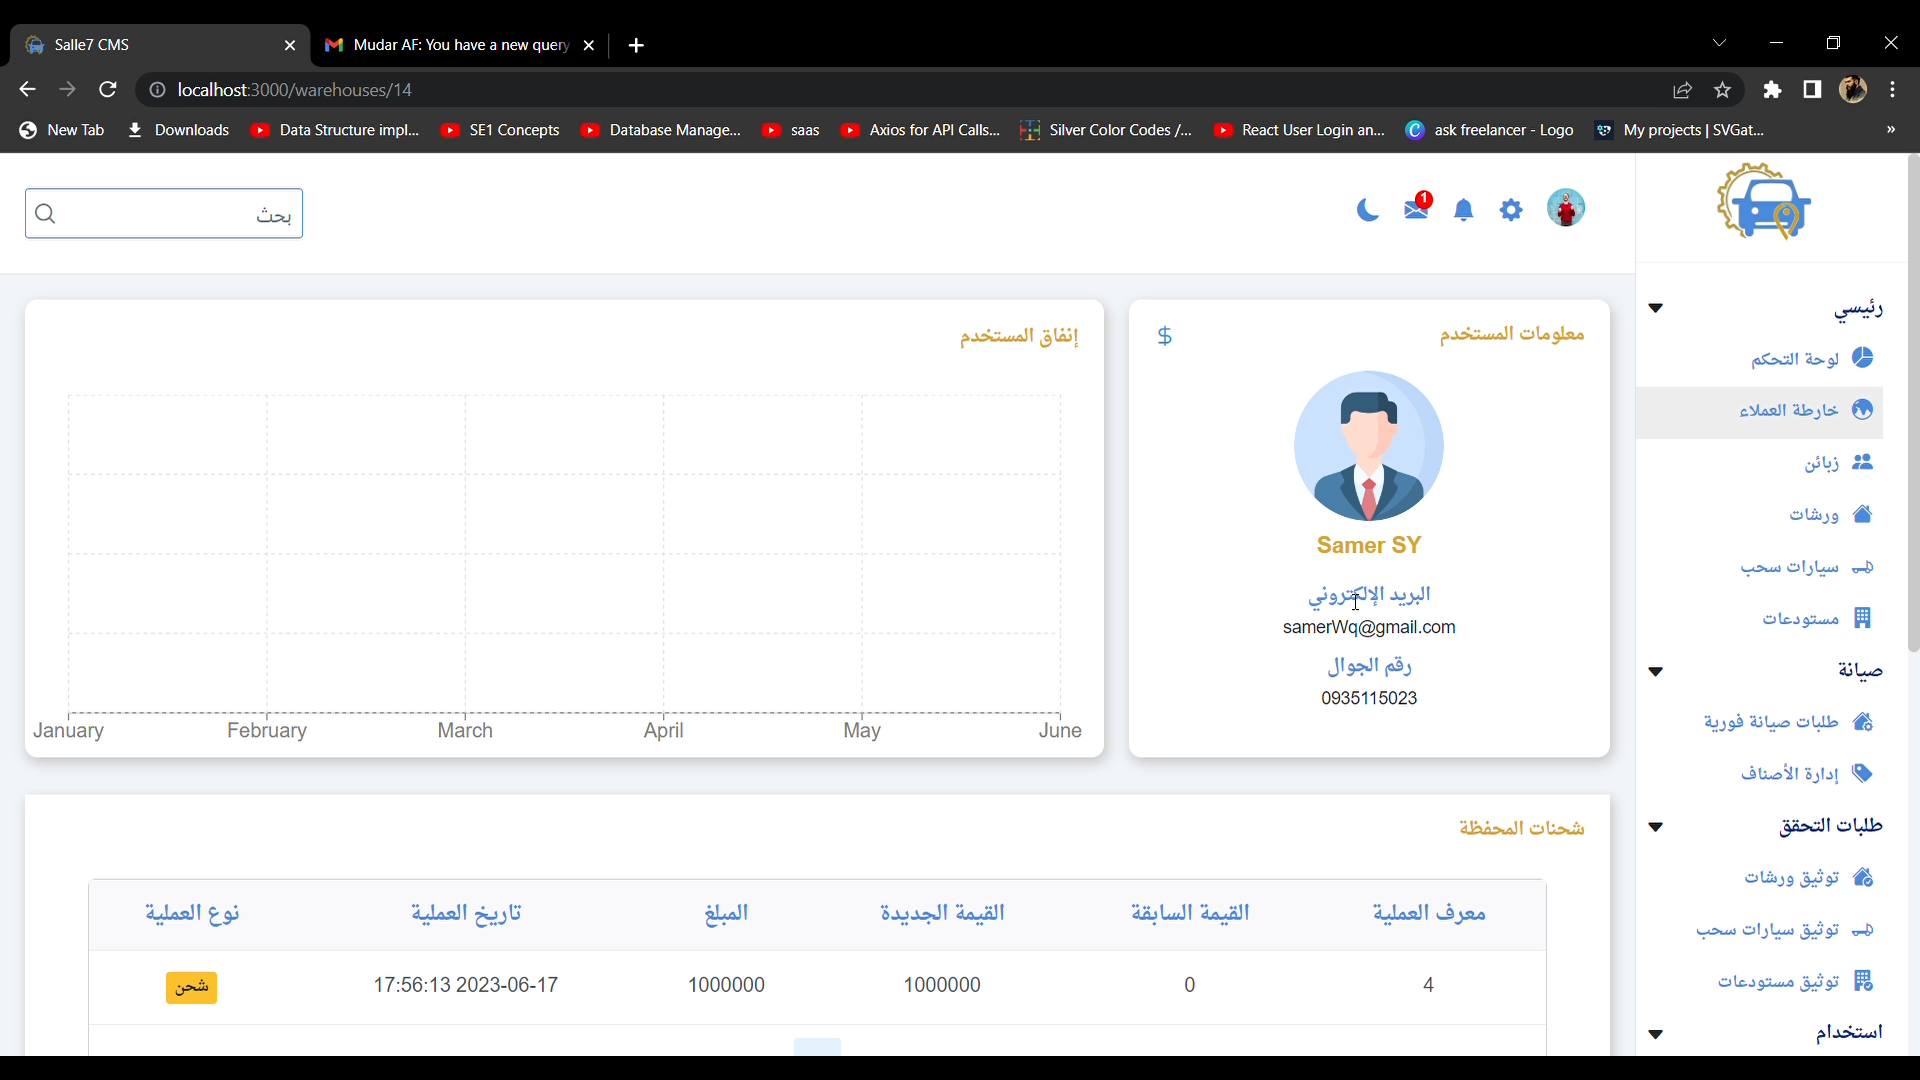 Salle7 CMS
Mudar AF: You have a new query
localhost:3000/warehouses/14
New Tab
Downloads
Data Structure impl...
SE1 Concepts
Database Manage...
saas
Axios for API Calls...
Silver Color Codes /...
React User Login an...
ask freelancer - Logo
My projects | SVGat...
»
بحث
1
رئيسي
لوحة التحكم
خارطة العملاء
زبائن
ورشات
سيارات سحب
مستودعات
صيانة
طلبات صيانة فورية
إدارة الأصناف
طلبات التحقق
توثيق ورشات
توثيق سيارات سحب
توثيق مستودعات
استخدام
معلومات المستخدم
$
Samer SY
البريد الإلكتروني
samerWq@gmail.com
رقم الجوال
0935115023
إنفاق المستخدم
January February March April May June
شحنات المحفظة
معرف العملية القيمة السابقة القيمة الجديدة المبلغ تاريخ العملية نوع العملية
4 0 1000000 1000000 17:56:13 2023-06-17 شحن